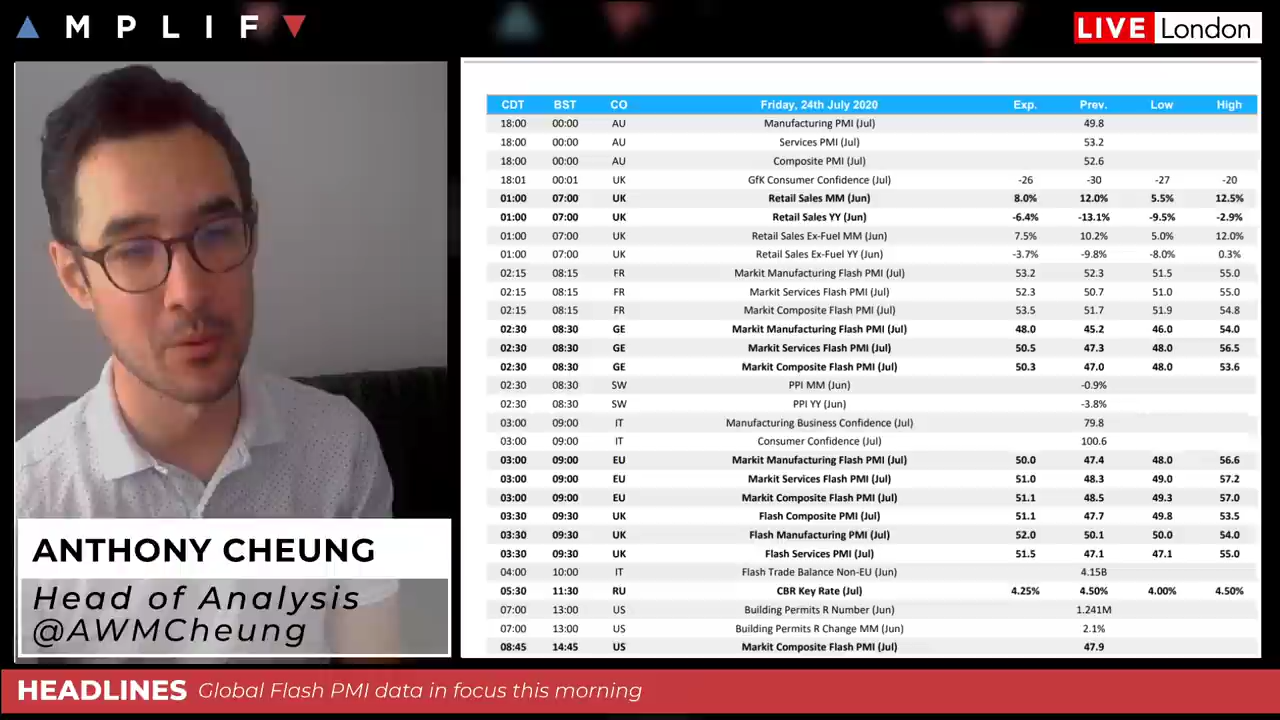 AMPLIFY
LIVE London
CDT BST CO Friday, 24th July 2020 Exp. Prev. Low High
18:00 00:00 AU Manufacturing PMI (Jul) 49.8
18:00 00:00 AU Services PMI (Jul) 53.2
18:00 00:00 AU Composite PMI (Jul) 52.6
18:01 00:01 UK GfK Consumer Confidence (Jul) -26 -30 -27 -20
01:00 07:00 UK Retail Sales MM (Jun) 8.0% 12.0% 5.5% 12.5%
01:00 07:00 UK Retail Sales YY (Jun) -6.4% -13.1% -9.5% -2.9%
01:00 07:00 UK Retail Sales Ex-Fuel MM (Jun) 7.5% 10.2% 5.0% 12.0%
01:00 07:00 UK Retail Sales Ex-Fuel YY (Jun) -3.7% -9.8% -8.0% 0.3%
02:15 08:15 FR Markit Manufacturing Flash PMI (Jul) 53.2 52.3 51.5 55.0
02:15 08:15 FR Markit Services Flash PMI (Jul) 52.3 50.7 51.0 55.0
02:15 08:15 FR Markit Composite Flash PMI (Jul) 53.5 51.7 51.9 54.8
02:30 08:30 GE Markit Manufacturing Flash PMI (Jul) 48.0 45.2 46.0 54.0
02:30 08:30 GE Markit Services Flash PMI (Jul) 50.5 47.3 48.0 56.5
02:30 08:30 GE Markit Composite Flash PMI (Jul) 50.3 47.0 48.0 53.6
02:30 08:30 SW PPI MM (Jun) -0.9%
02:30 08:30 SW PPI YY (Jun) -3.8%
03:00 09:00 IT Manufacturing Business Confidence (Jul) 79.8
03:00 09:00 IT Consumer Confidence (Jul) 100.6
03:00 09:00 EU Markit Manufacturing Flash PMI (Jul) 50.0 47.4 48.0 56.6
03:00 09:00 EU Markit Services Flash PMI (Jul) 51.0 48.3 49.0 57.2
03:00 09:00 EU Markit Composite Flash PMI (Jul) 51.1 48.5 49.3 57.0
03:30 09:30 UK Flash Composite PMI (Jul) 51.1 47.7 49.8 53.5
03:30 09:30 UK Flash Manufacturing PMI (Jul) 52.0 50.1 50.0 54.0
03:30 09:30 UK Flash Services PMI (Jul) 51.5 47.1 47.1 55.0
04:00 10:00 IT Flash Trade Balance Non-EU (Jun) 4.15B
05:30 11:30 RU CBR Key Rate (Jul) 4.25% 4.50% 4.00% 4.50%
07:00 13:00 US Building Permits R Number (Jun) 1.241M
07:00 13:00 US Building Permits R Change MM (Jun) 2.1%
08:45 14:45 US Markit Composite Flash PMI (Jul) 47.9
ANTHONY CHEUNG
Head of Analysis
@AWMCheung
HEADLINES Global Flash PMI data in focus this morning